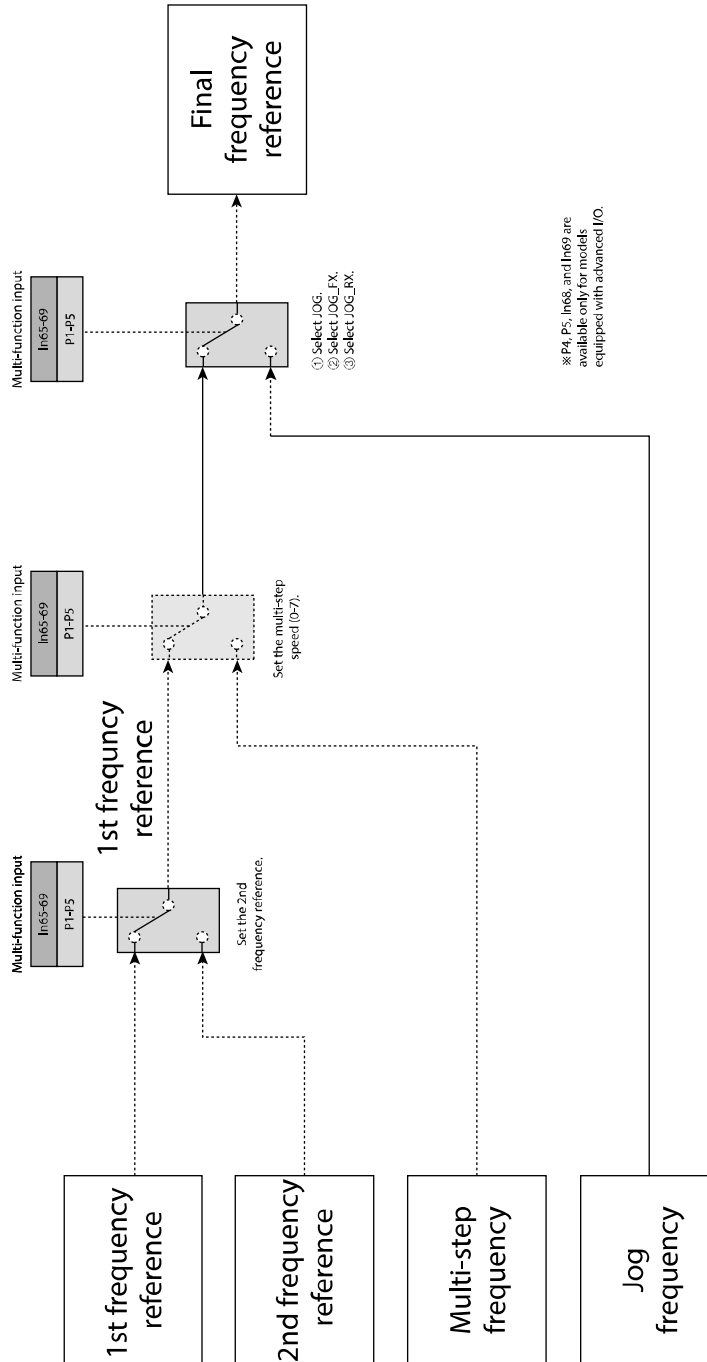 Multi-function input
In65-69
P1-P5
Multi-function input
In65-69
P1-P5
Multi-function input
In65-69
P1-P5
1st frequncy
reference
1st frequency
reference
Set the 2nd
frequency reference.
2nd frequency
reference
Set the multi-step
speed (0-7).
Multi-step
frequency
① Select JOG.
② Select JOG_FX.
③ Select JOG_RX.
Final
frequency
reference
Jog
frequency
※P4, P5, In68, and In69 are
available only for models
equipped with advanced I/O.